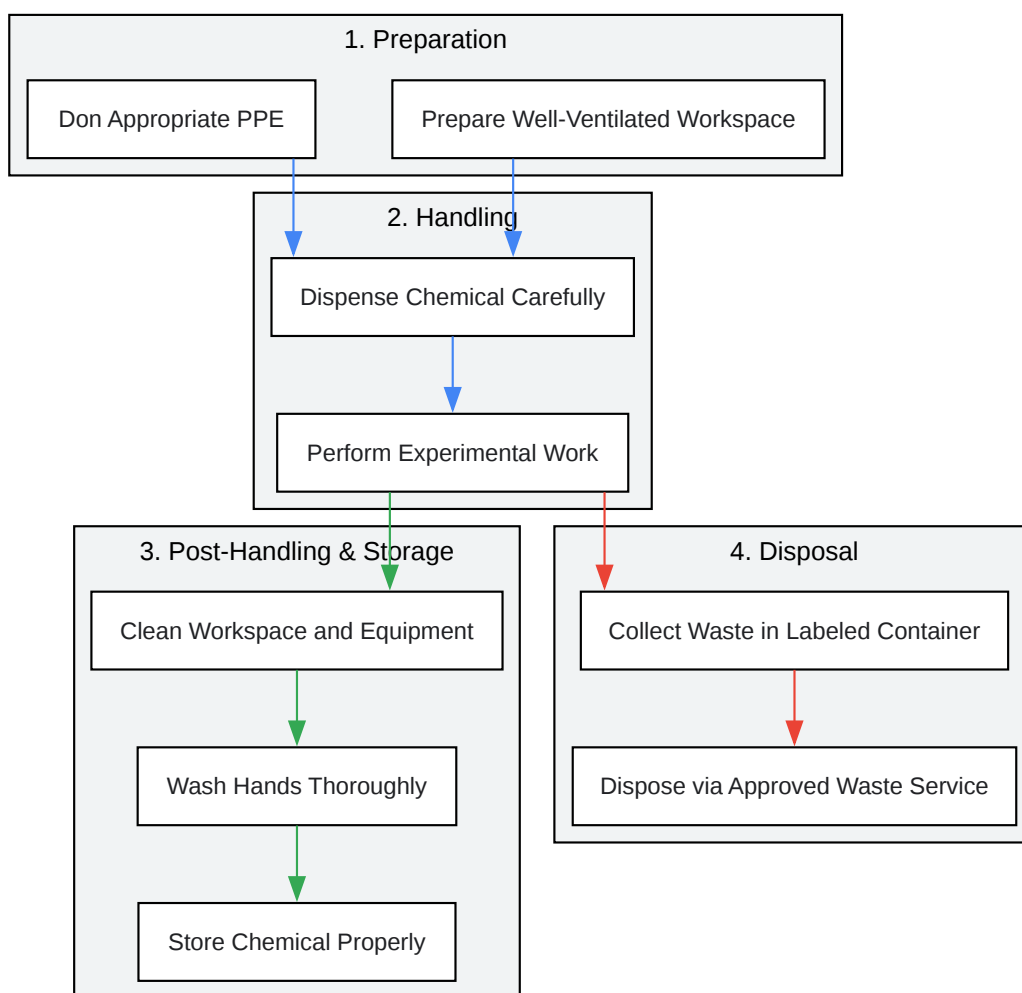 1. Preparation
Don Appropriate PPE
Prepare Well-Ventilated Workspace
2. Handling
Dispense Chemical Carefully
Perform Experimental Work
3. Post-Handling & Storage
Clean Workspace and Equipment
Wash Hands Thoroughly
Store Chemical Properly
4. Disposal
Collect Waste in Labeled Container
Dispose via Approved Waste Service